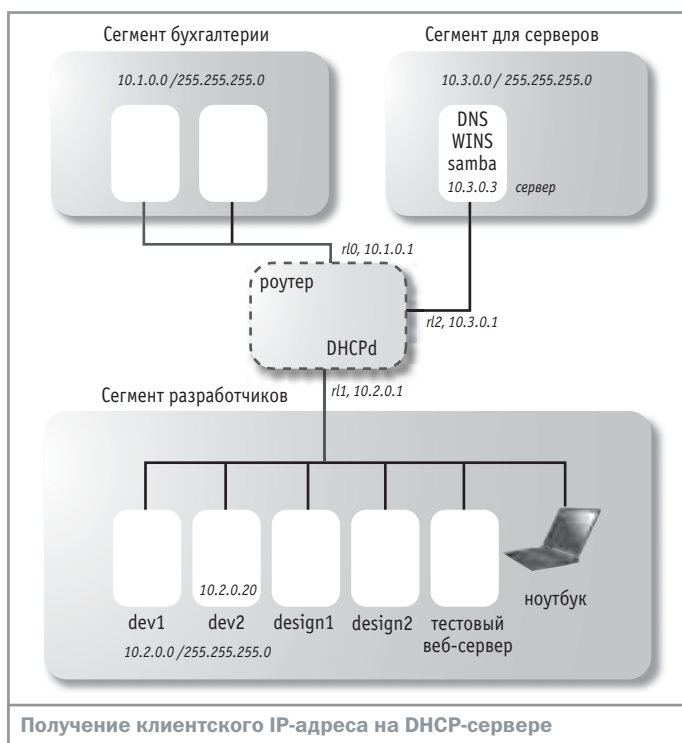 Сегмент бухгалтерии
Сегмент для серверов
10.1.0.0 /255.255.255.0
10.3.0.0 / 255.255.255.0
DNS
WINS
samba
10.3.0.3
сервер
rl0, 10.1.0.1
роутер
rl2, 10.3.0.1
DHCPd
rl1, 10.2.0.1
Сегмент разработчиков
10.2.0.20
ноутбук
dev1
dev2
design1
design2
тестовый
веб-сервер
10.2.0.0 /255.255.255.0
Получение клиентского IP-адреса на DHCP-сервере